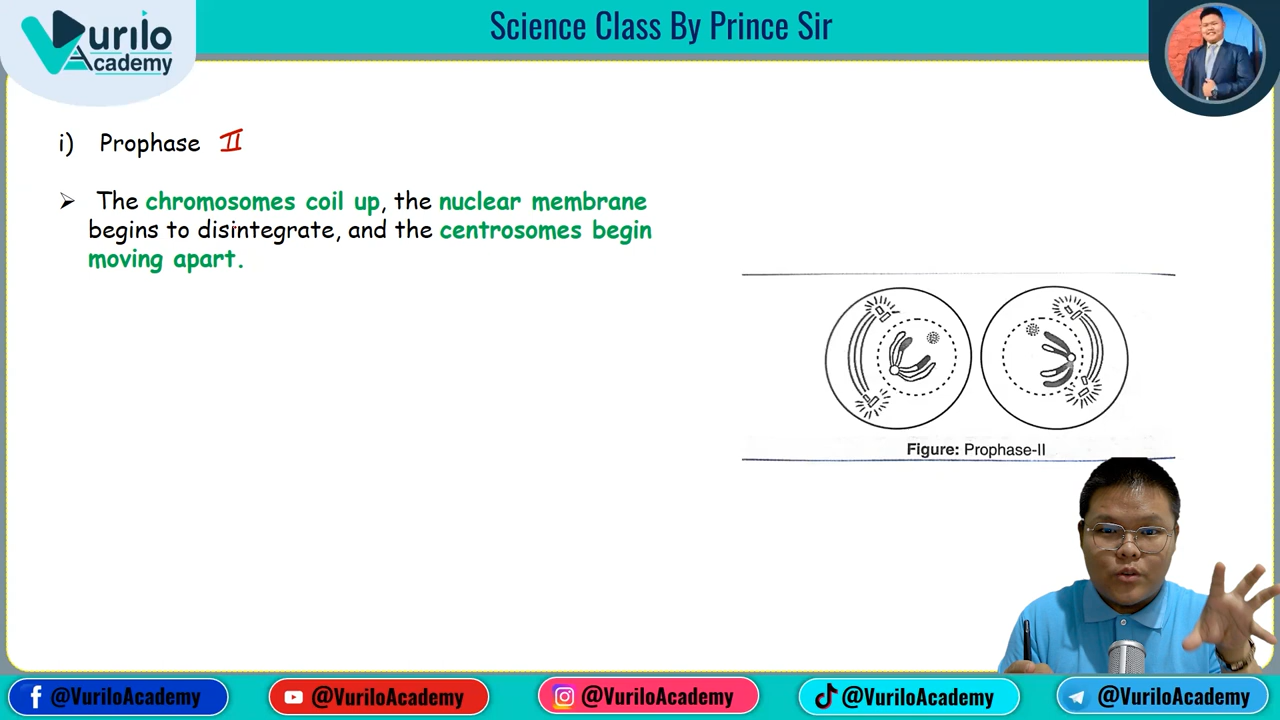 Vurilo
Academy
Science Class By Prince Sir
i) Prophase II
➢ The chromosomes coil up, the nuclear membrane
begins to disintegrate, and the centrosomes begin
moving apart.
Figure: Prophase-II
@VuriloAcademy
@VuriloAcademy
@VuriloAcademy
@VuriloAcademy
@VuriloAcademy